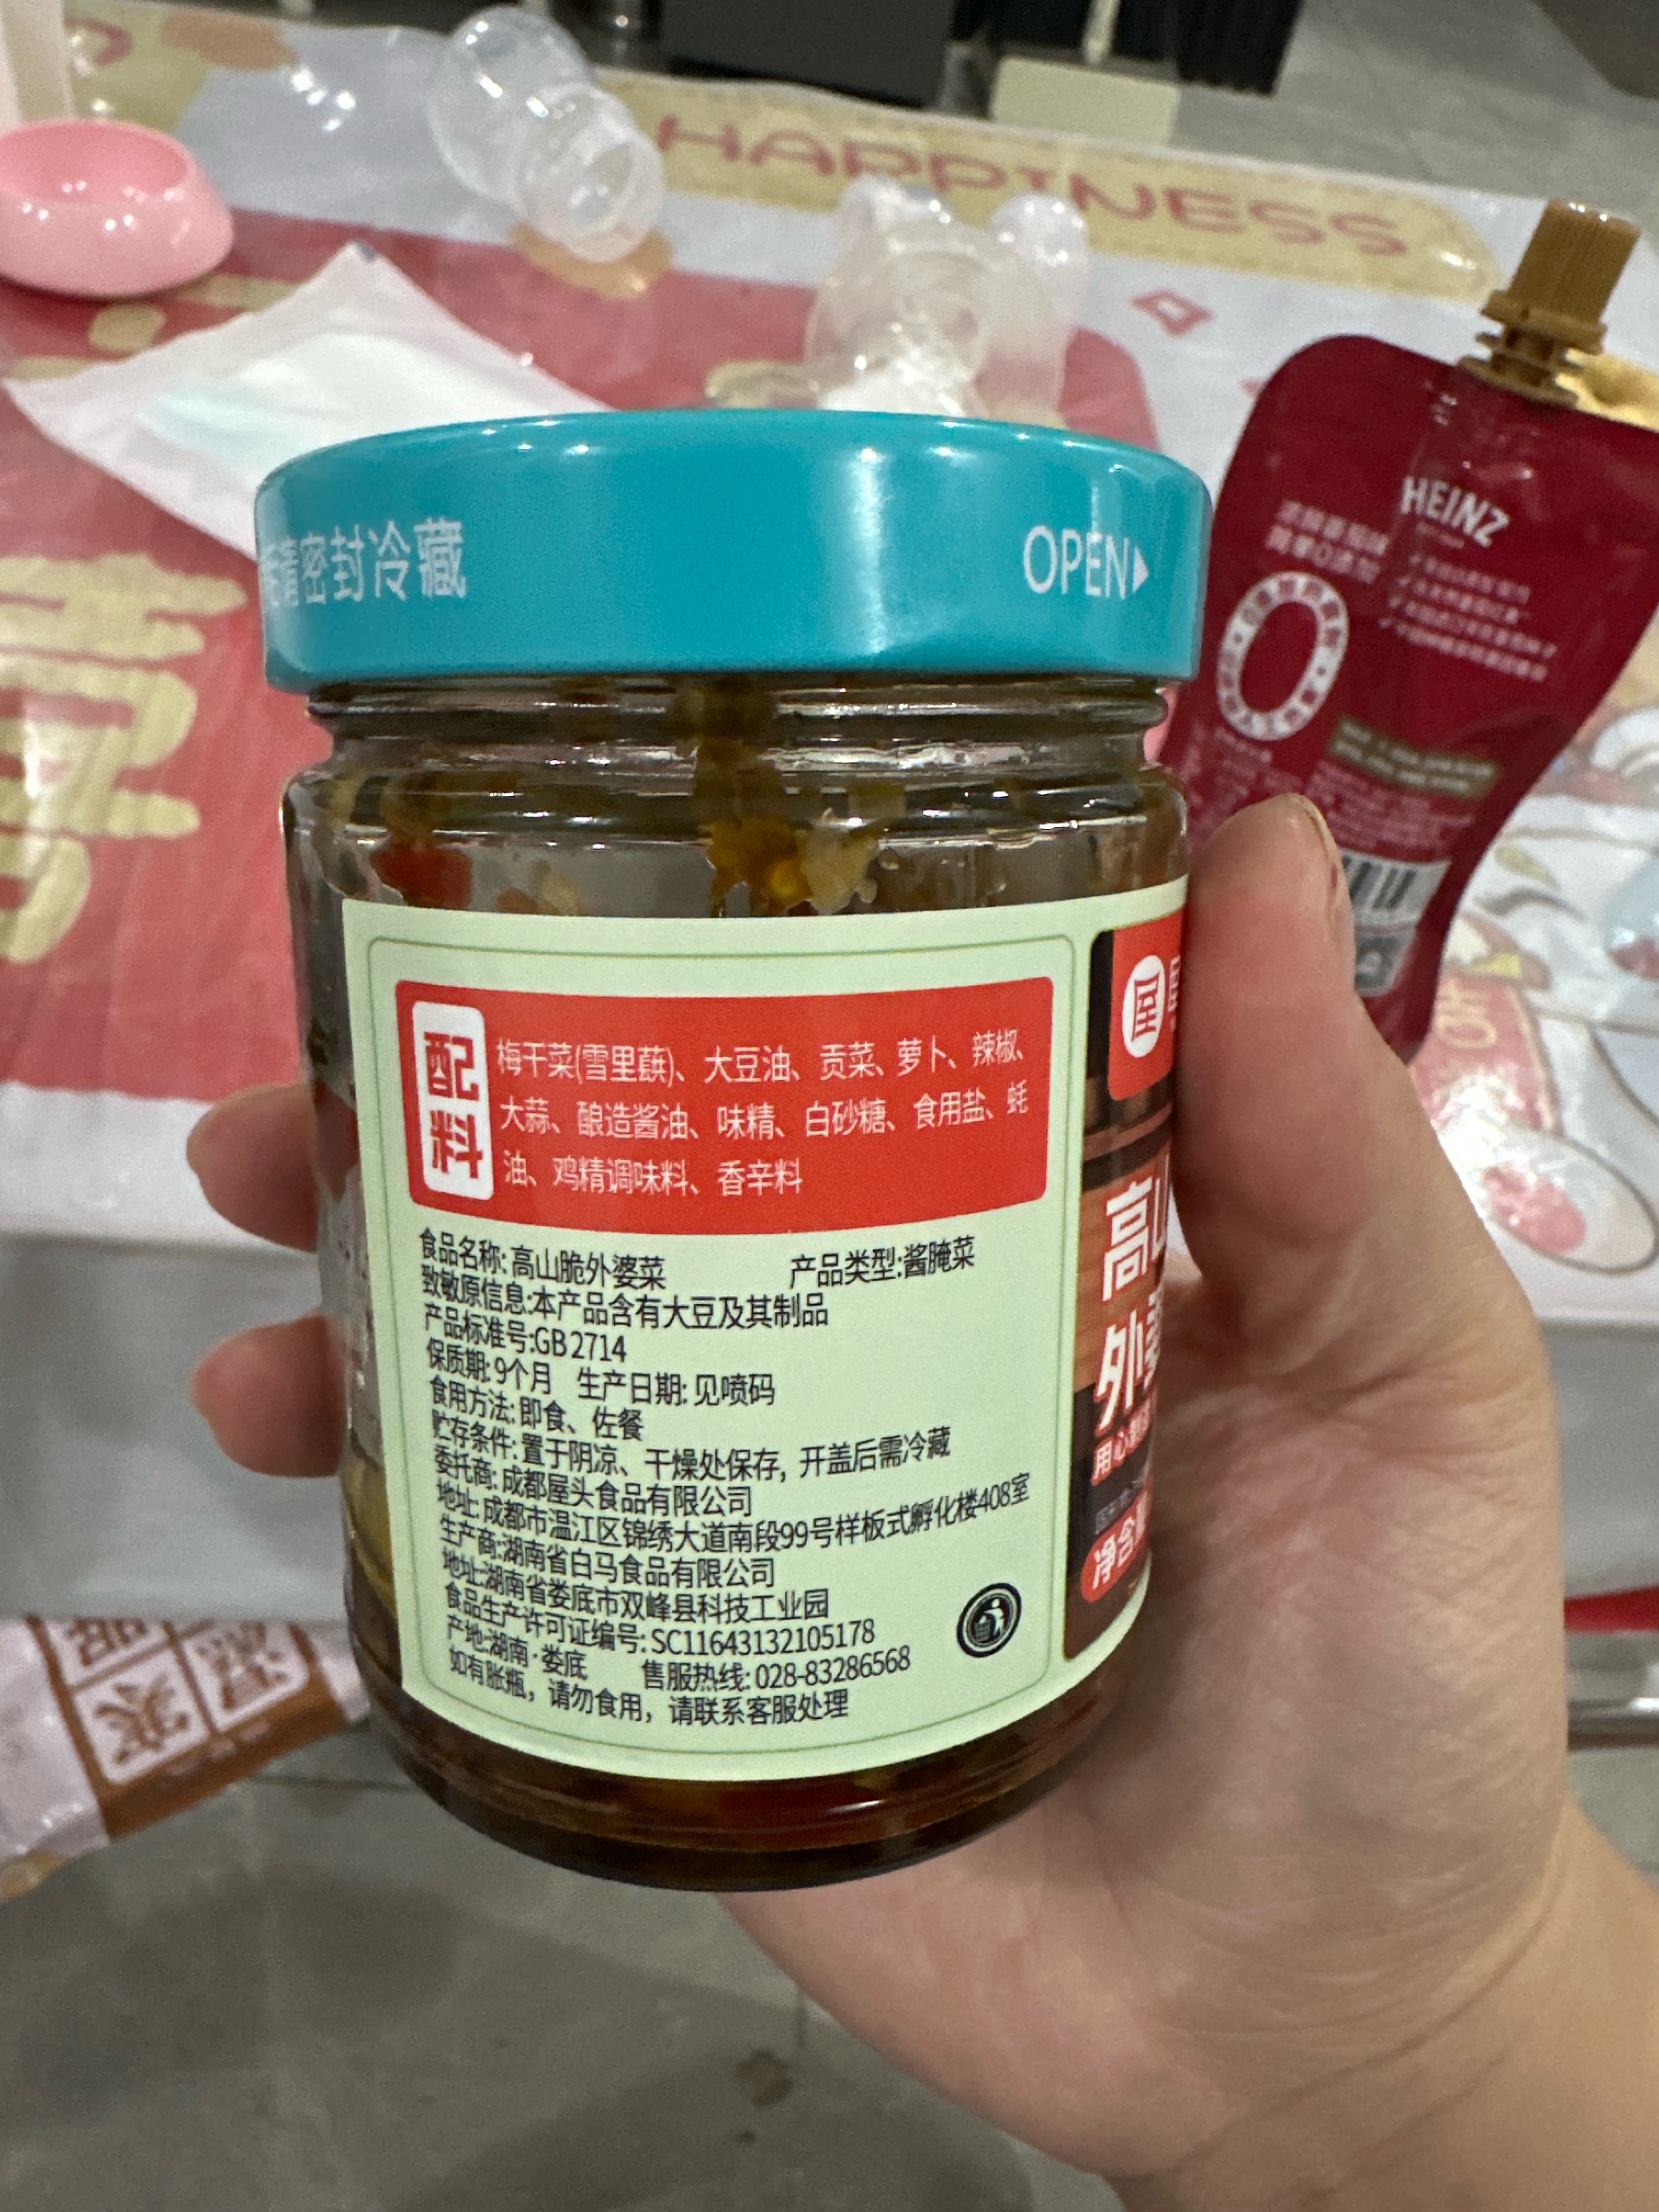 HAPPINESS
HEINZ
0
请密封冷藏
OPEN
配料
梅干菜(雪里蕻)、大豆油、贡菜、萝卜、辣椒、
大蒜、酿造酱油、味精、白砂糖、食用盐、蚝
油、鸡精调味料、香辛料
食品名称:高山脆外婆菜 产品类型:酱腌菜
致敏原信息:本产品含有大豆及其制品
产品标准号:GB 2714
保质期: 9个月 生产日期: 见喷码
食用方法: 即食、佐餐
贮存条件: 置于阴凉、干燥处保存, 开盖后需冷藏
委托商: 成都屋头食品有限公司
地址: 成都市温江区锦绣大道南段99号样板式孵化楼408室
生产商:湖南省白马食品有限公司
地址:湖南省娄底市双峰县科技工业园
食品生产许可证编号: SC11643132105178
产地:湖南·娄底 售服热线: 028-83286568
如有胀瓶，请勿食用，请联系客服处理
屋
高山
外
用心
净含